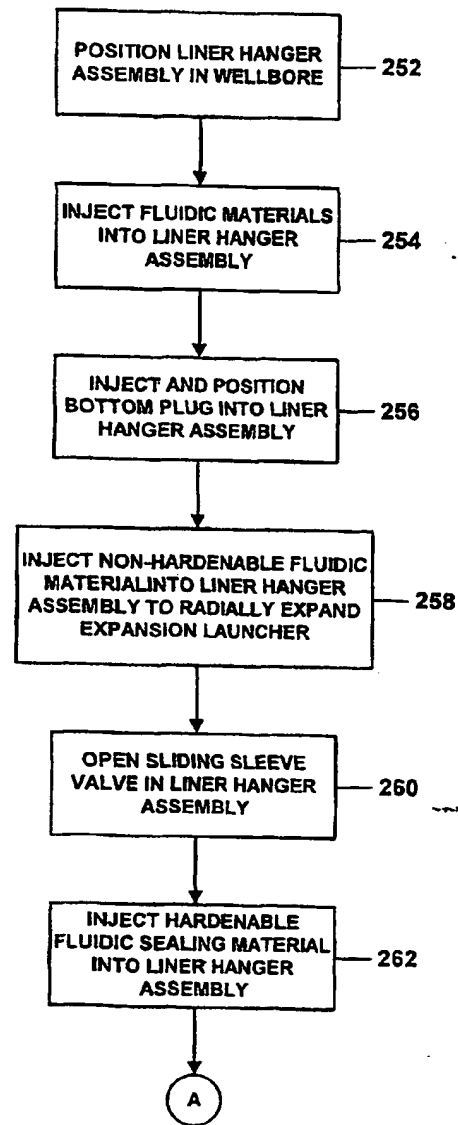 POSITION LINER HANGER
ASSEMBLY IN WELLBORE
252
INJECT FLUIDIC MATERIALS
INTO LINER HANGER
ASSEMBLY
254
INJECT AND POSITION
BOTTOM PLUG INTO LINER
HANGER ASSEMBLY
256
INJECT NON-HARDENABLE FLUIDIC
MATERIALINTO LINER HANGER
ASSEMBLY TO RADIALLY EXPAND
EXPANSION LAUNCHER
258
OPEN SLIDING SLEEVE
VALVE IN LINER HANGER
ASSEMBLY
260
INJECT HARDENABLE
FLUIDIC SEALING MATERIAL
INTO LINER HANGER
ASSEMBLY
262
A